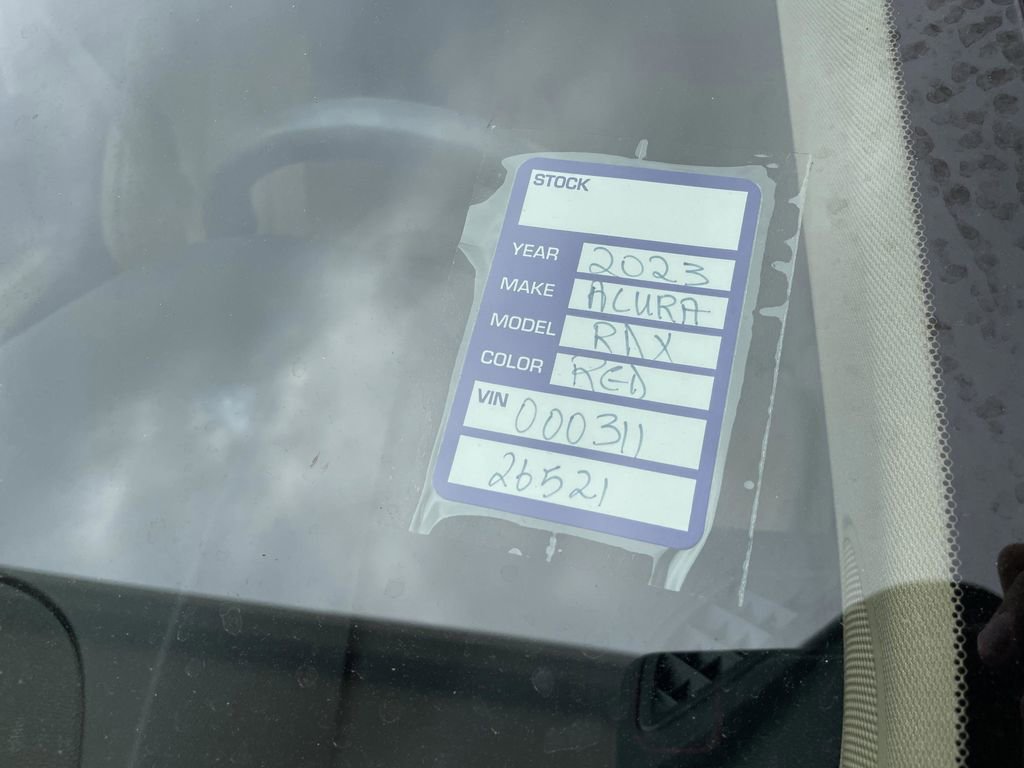 STOCK
YEAR 2023
MAKE ACURA
MODEL RDX
COLOR RED
VIN 000311
26521